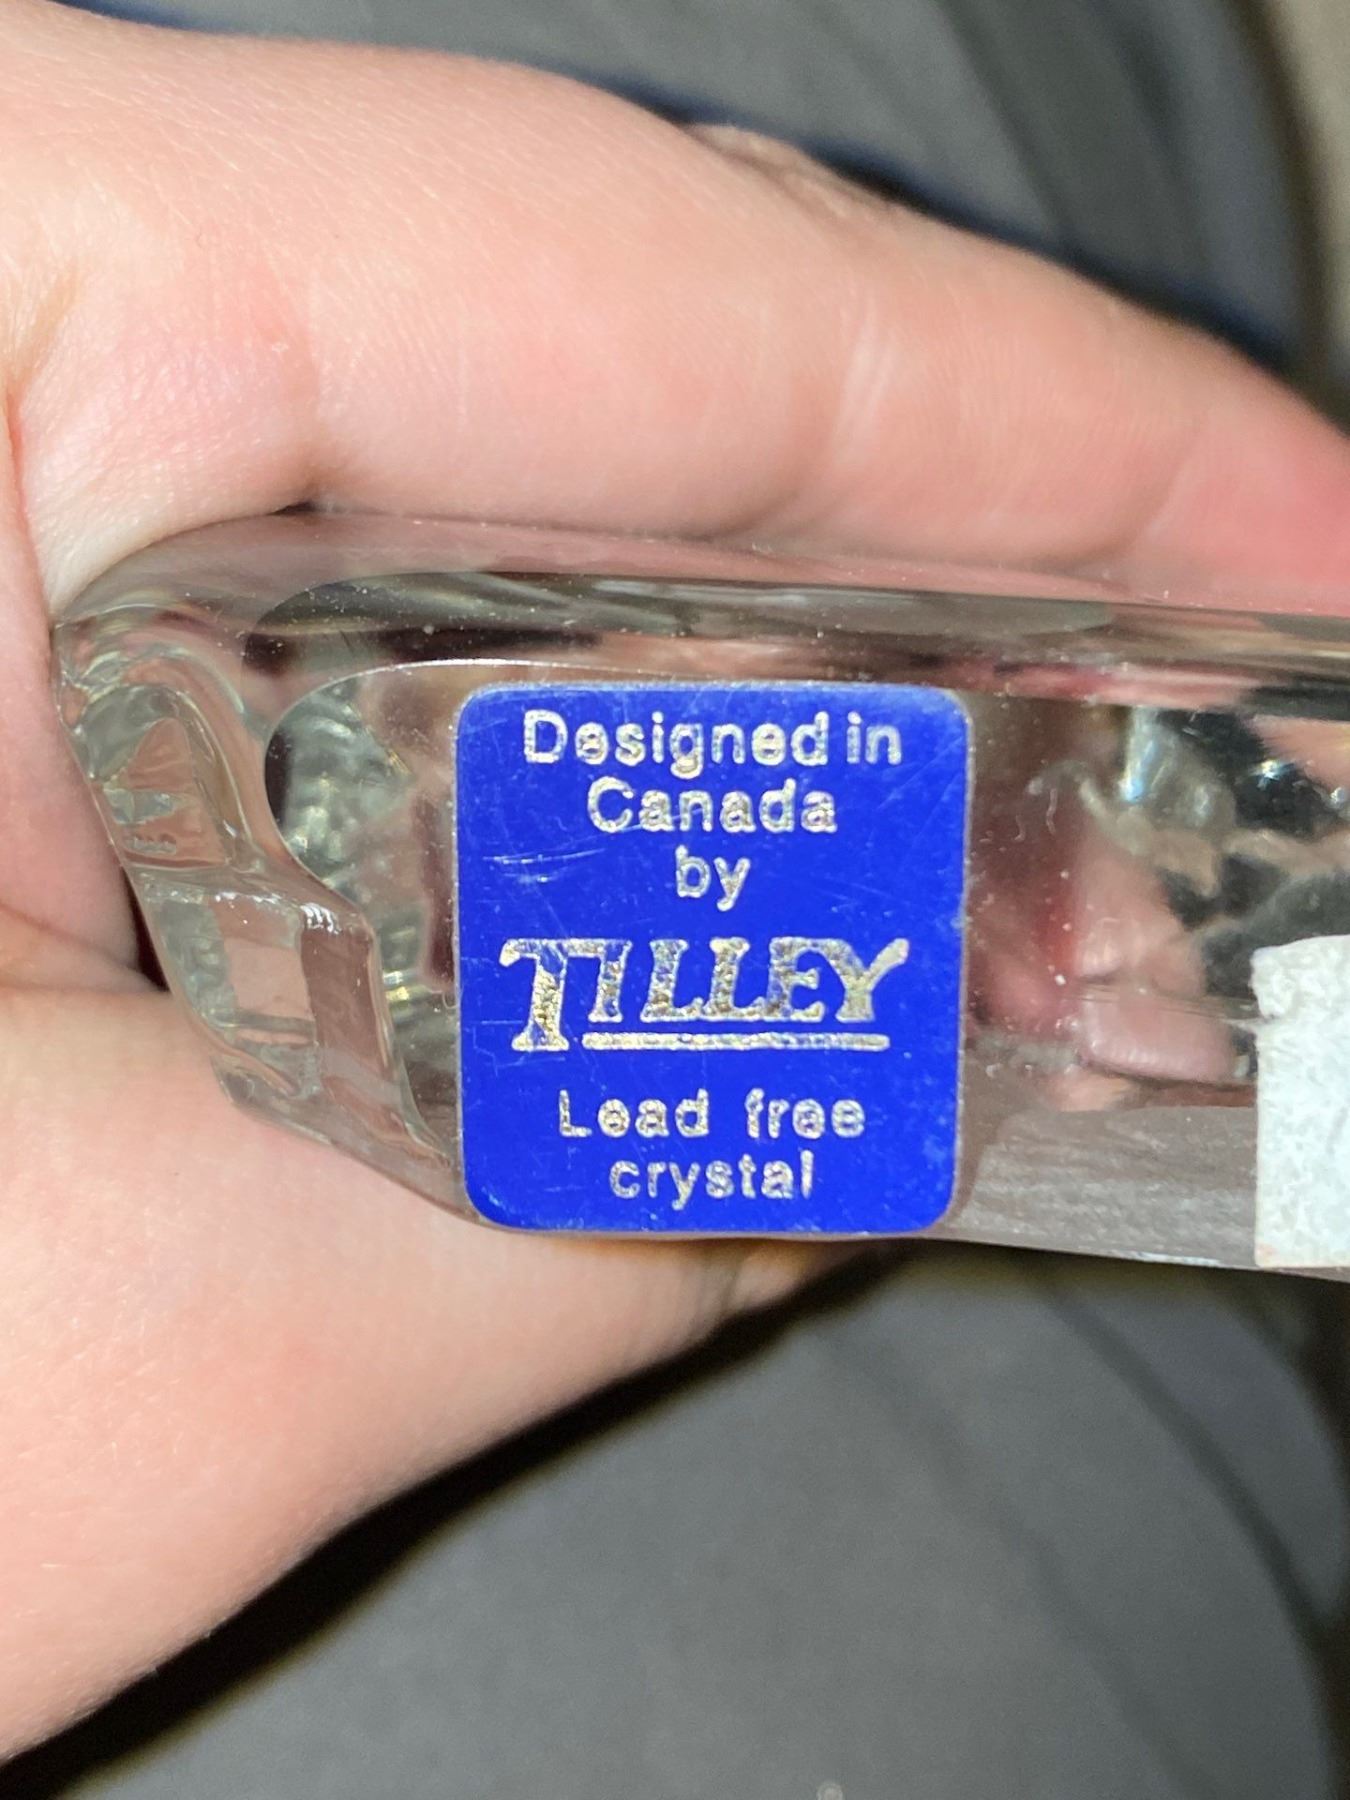 Designed in
Canada
by
TILLEY
Lead free
crystal